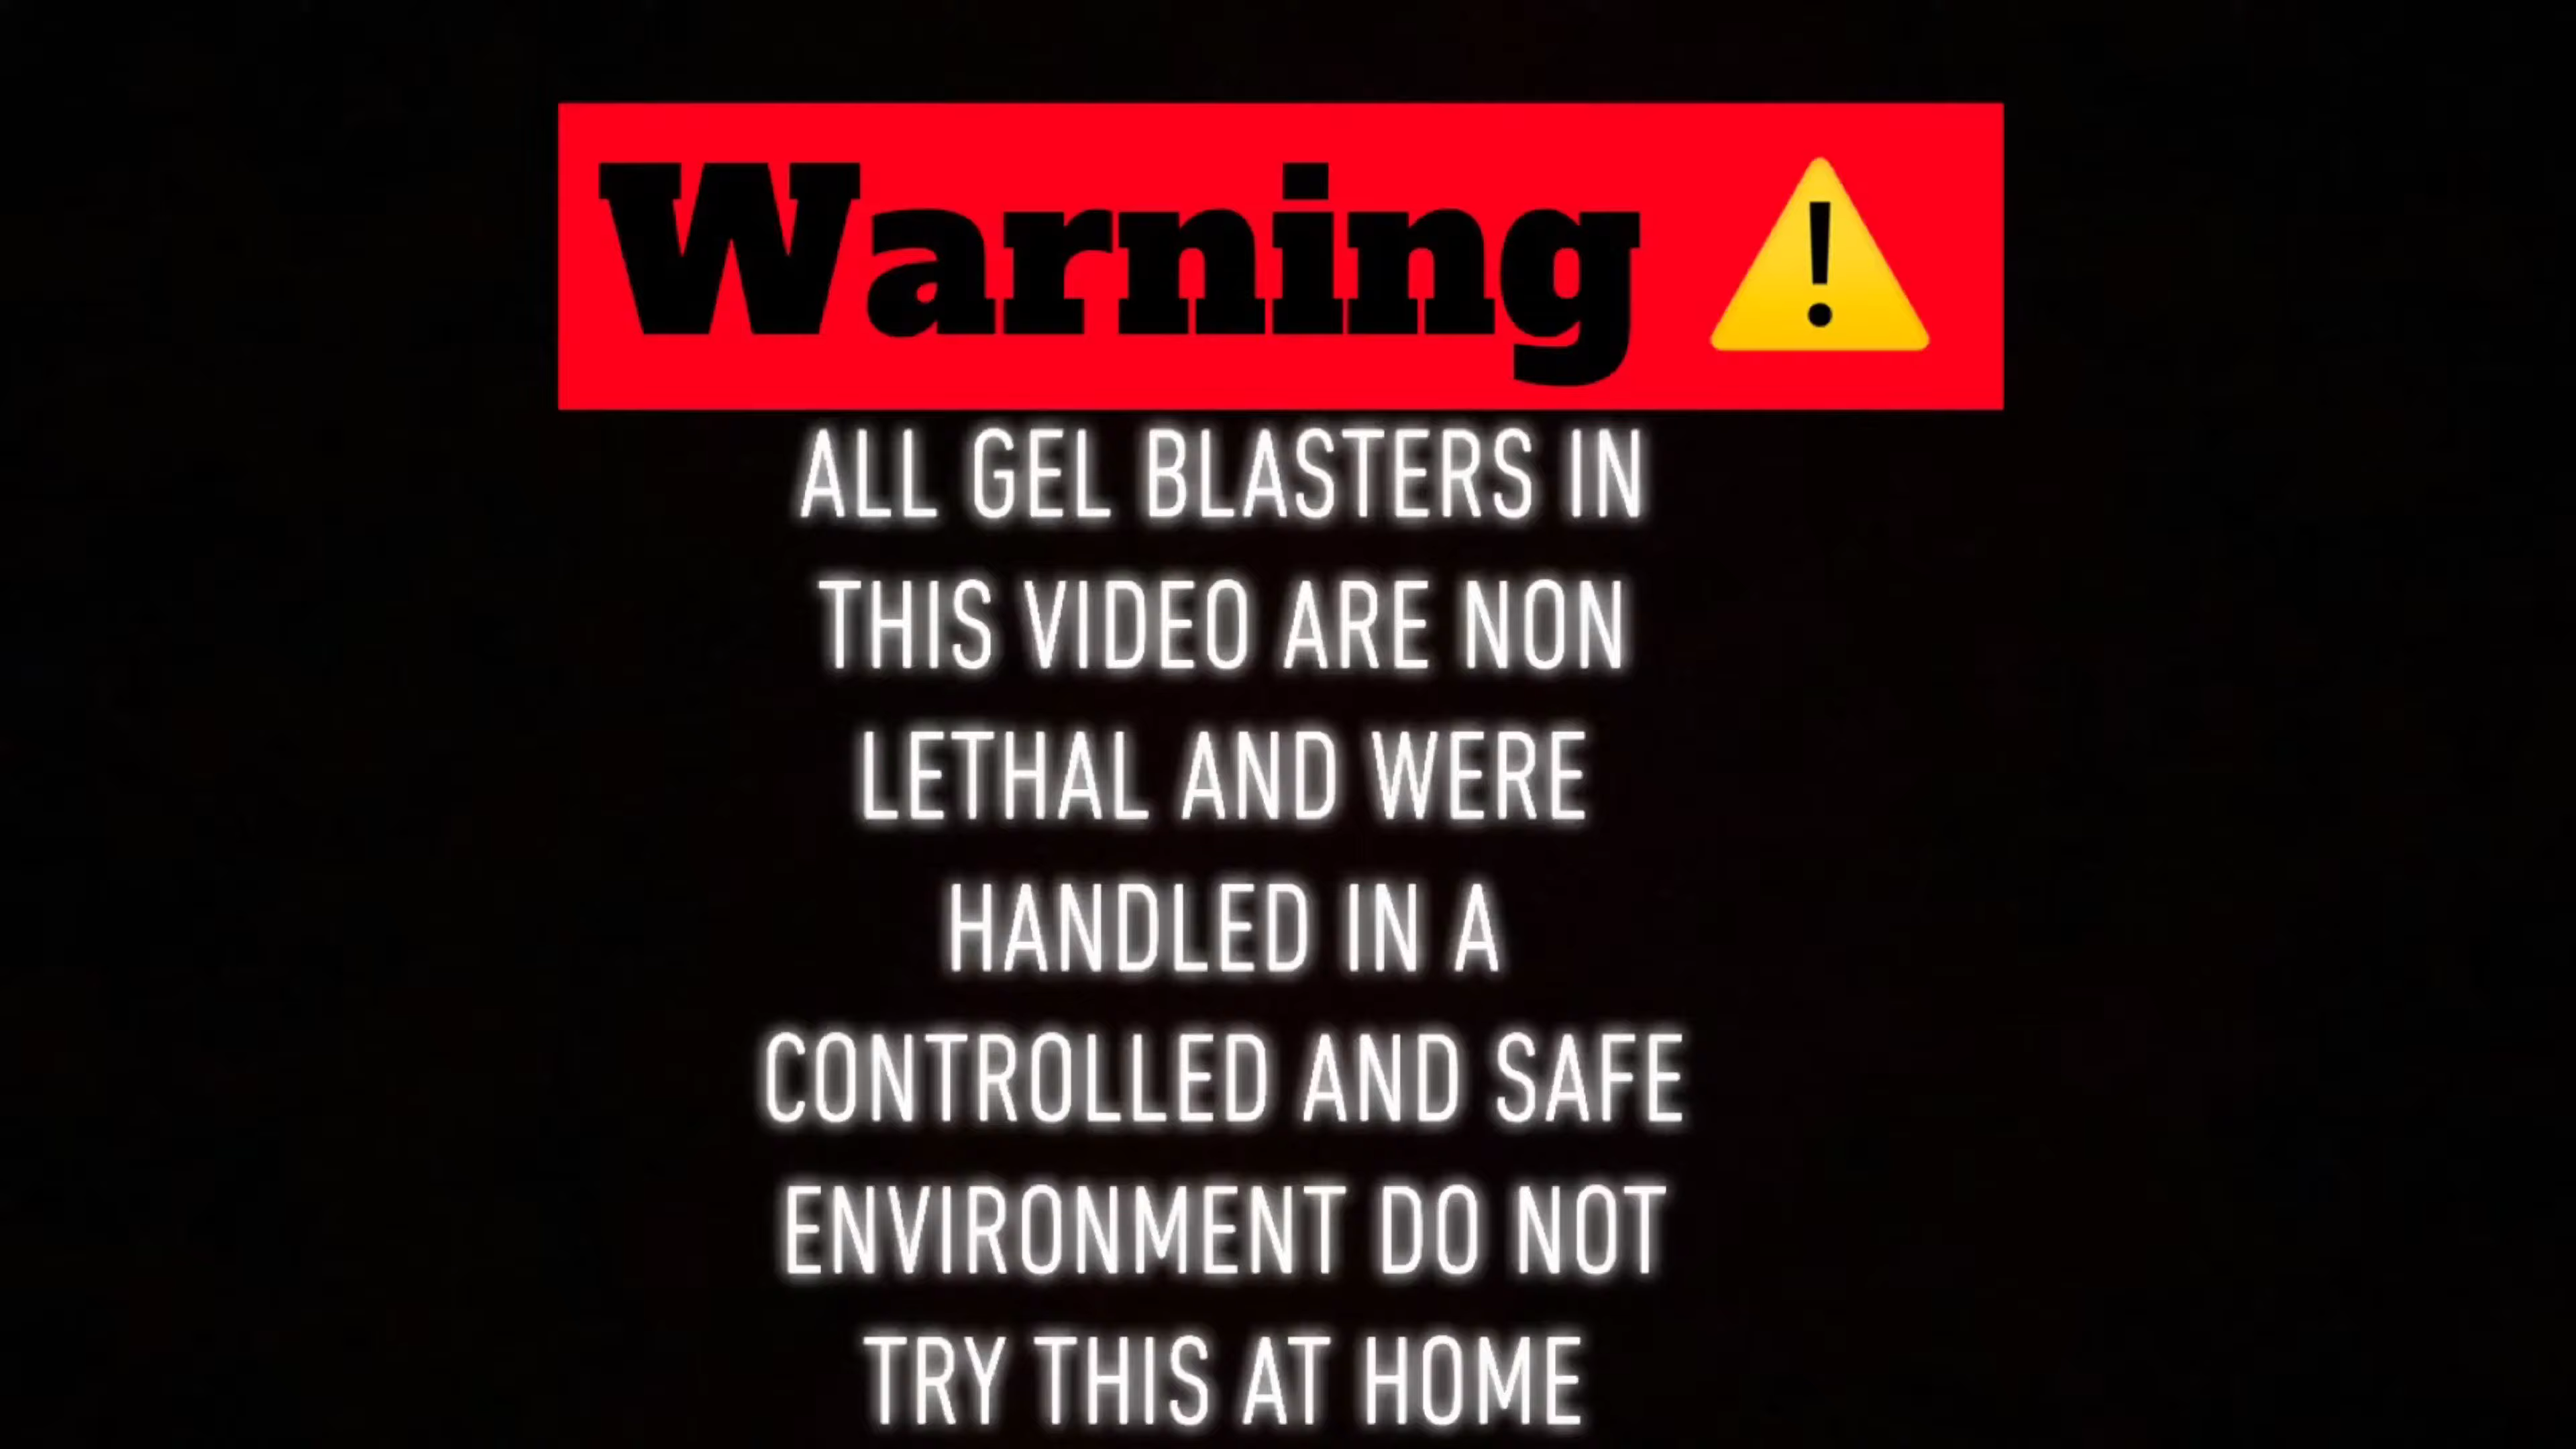 Warning ⚠️
ALL GEL BLASTERS IN
THIS VIDEO ARE NON
LETHAL AND WERE
HANDLED IN A
CONTROLLED AND SAFE
ENVIRONMENT DO NOT
TRY THIS AT HOME